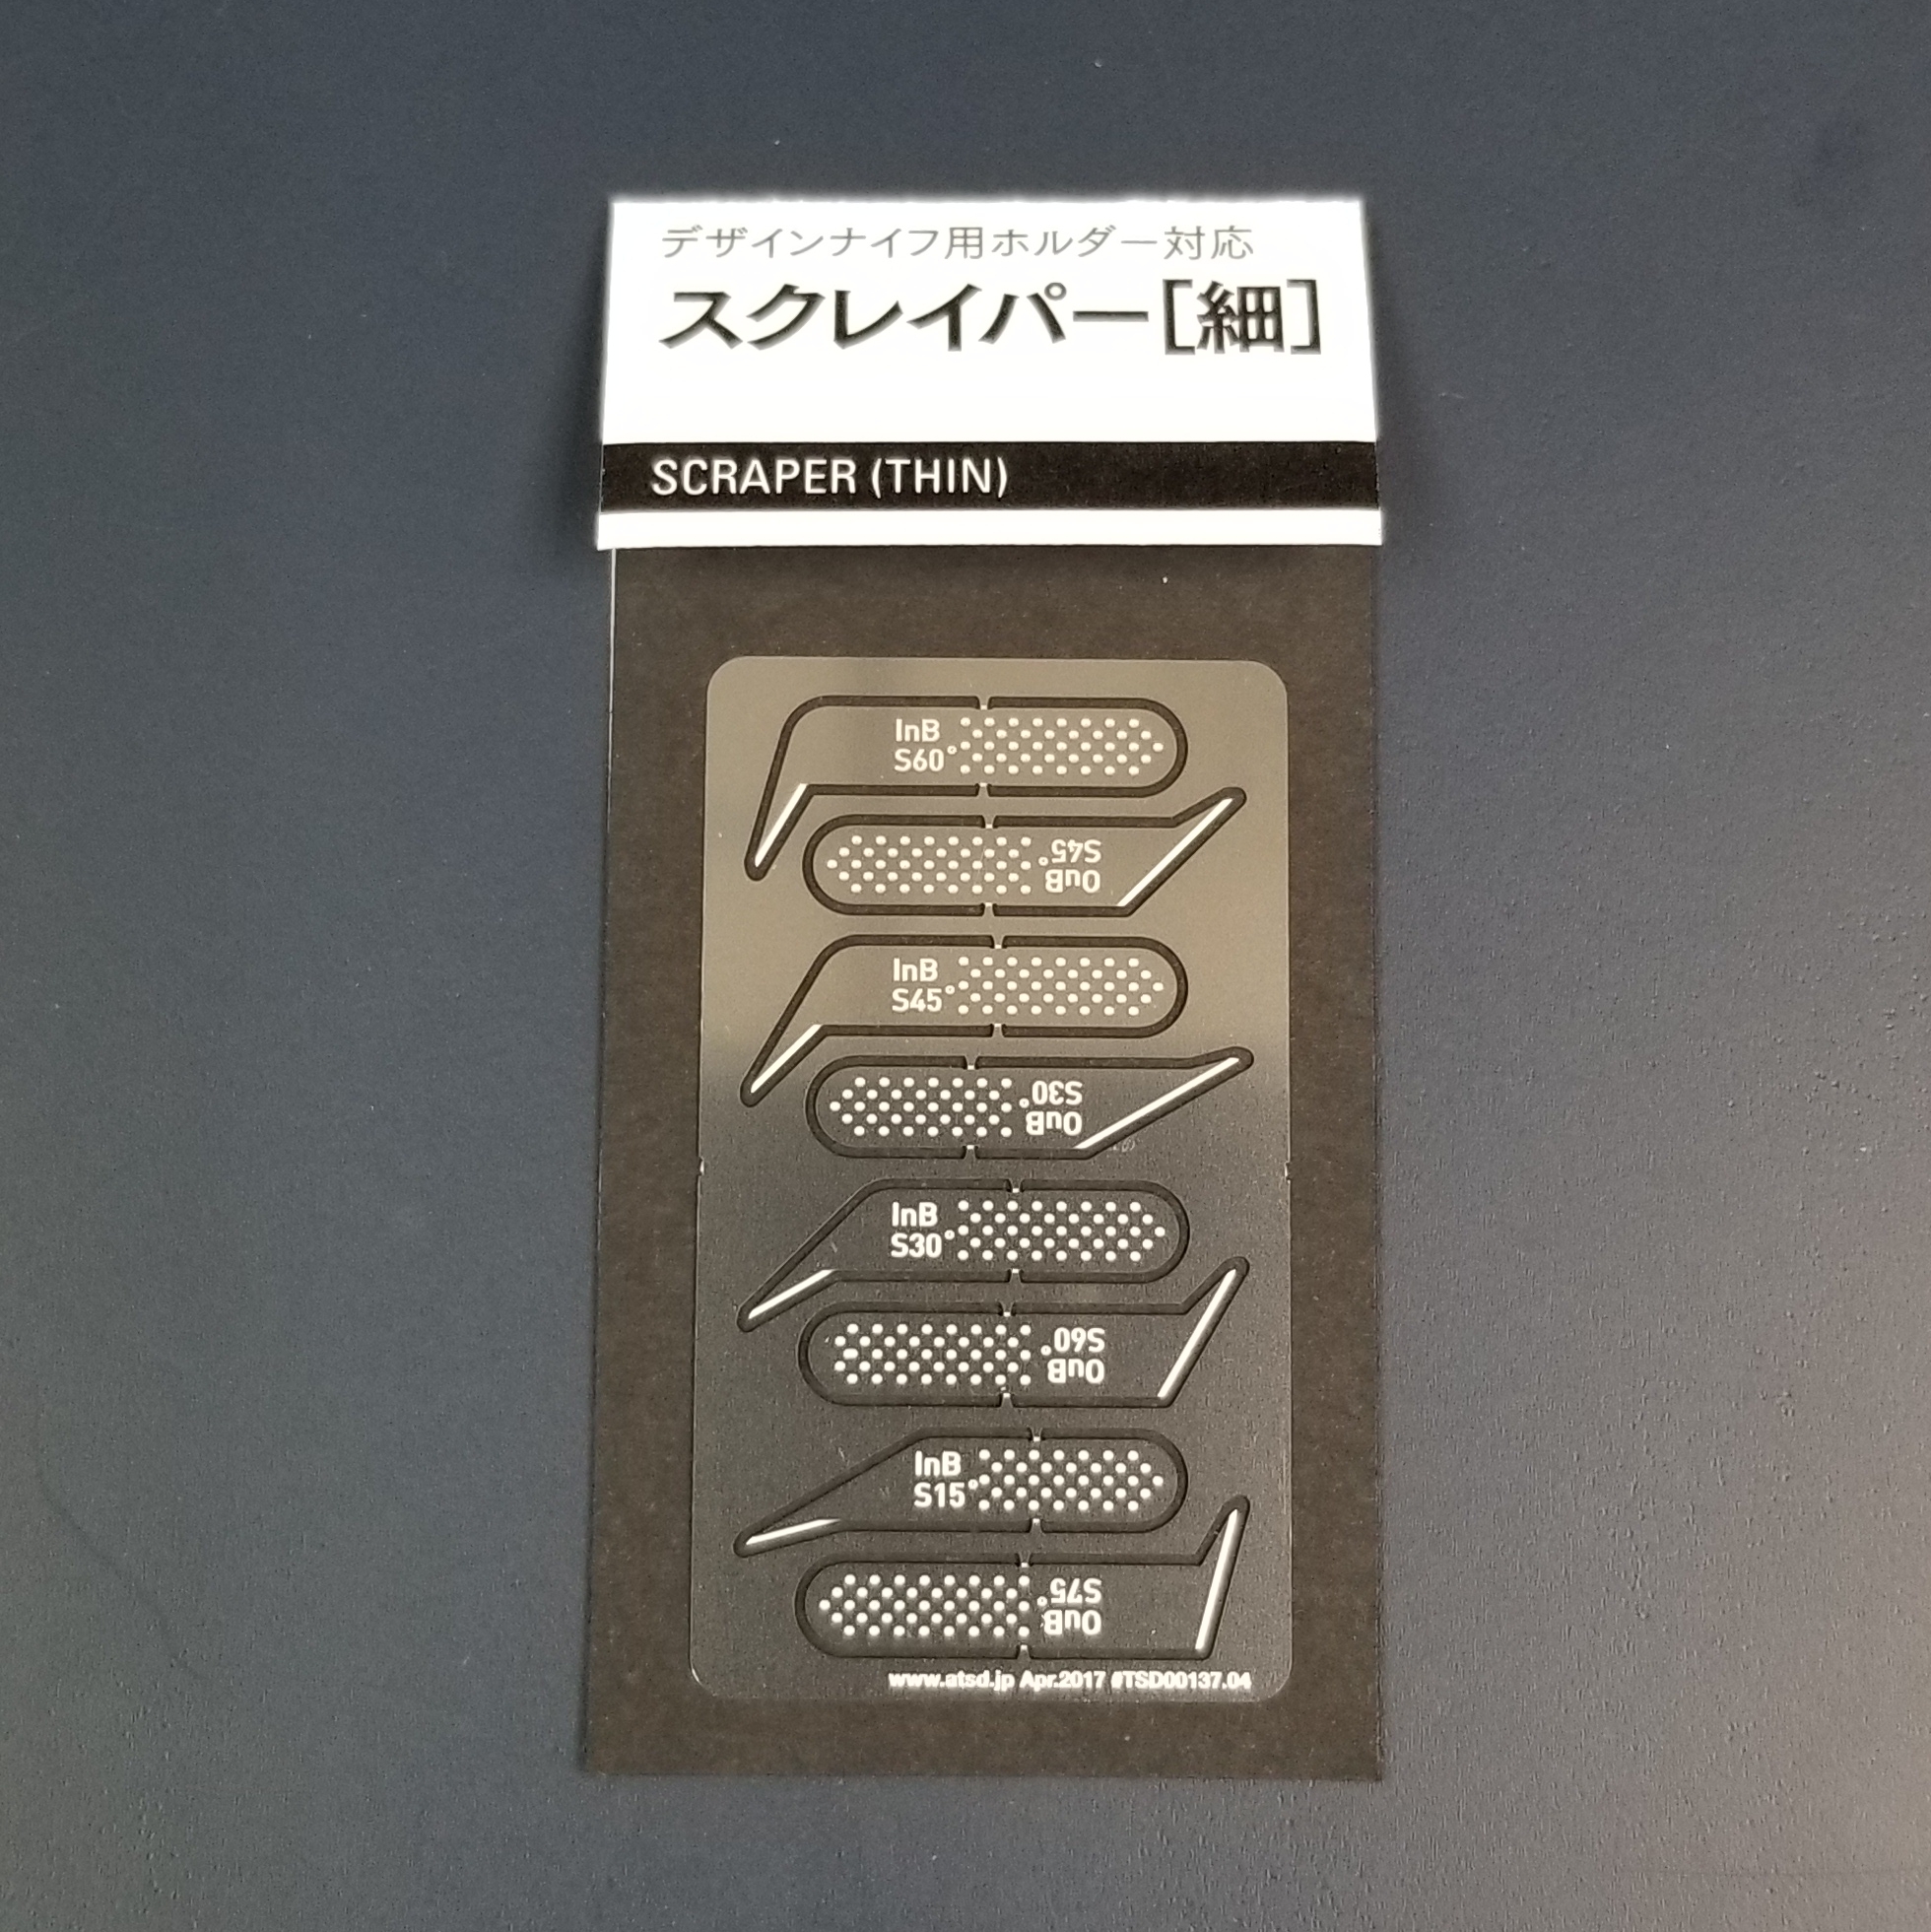 デザインナイフ用ホルダー対応
スクレイパー[細]
SCRAPER (THIN)
InB
S60°
OuB
S45°
InB
S45°
OuB
S30°
InB
S30°
OuB
S60°
InB
S15°
OuB
S75°
www.atsd.jp Apr.2017 #TSD00137.04